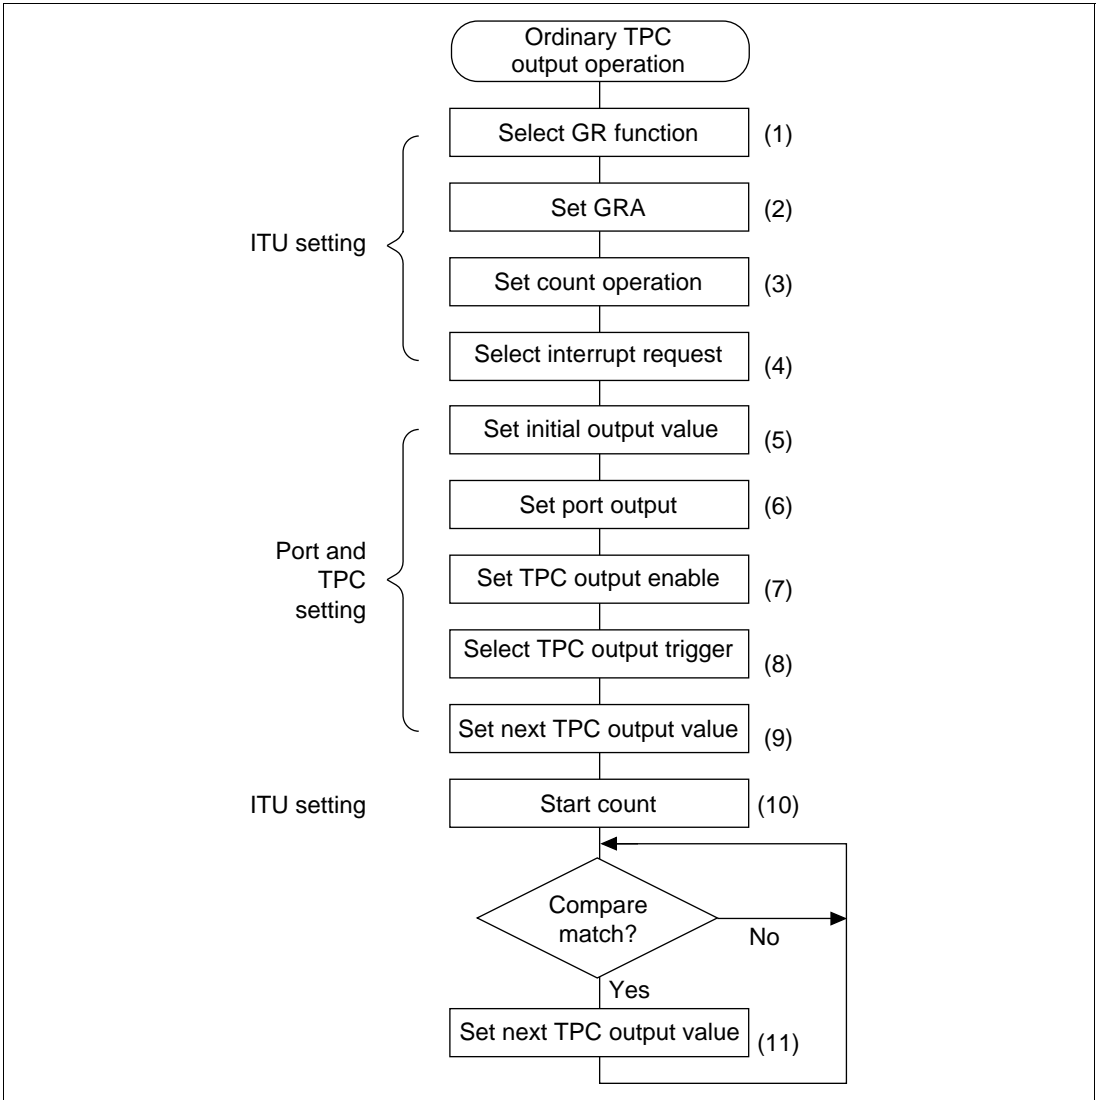 Ordinary TPC
output operation
Select GR function
(1)
Set GRA
(2)
ITU setting
Set count operation
(3)
Select interrupt request
(4)
Set initial output value
(5)
Set port output
(6)
Port and
TPC
setting
Set TPC output enable
(7)
Select TPC output trigger
(8)
Set next TPC output value
(9)
ITU setting
Start count
(10)
Compare
match?
No
Yes
Set next TPC output value
(11)